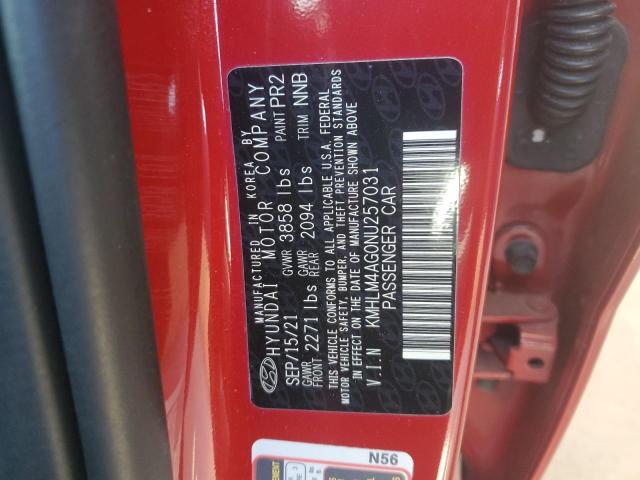 MANUFACTURED IN KOREA BY
HYUNDAI MOTOR COMPANY
SEP/15/21 GVWR 3858 lbs PAINT PR2
GAWR FRONT 2271 lbs GAWR REAR 2094 lbs TRIM NNB
THIS VEHICLE CONFORMS TO ALL APPLICABLE U.S.A. FEDERAL
MOTOR VEHICLE SAFETY, BUMPER, AND THEFT PREVENTION STANDARDS
IN EFFECT ON THE DATE OF MANUFACTURE SHOWN ABOVE
V.I.N KMHLM4AG0NU257031
PASSENGER CAR
N56